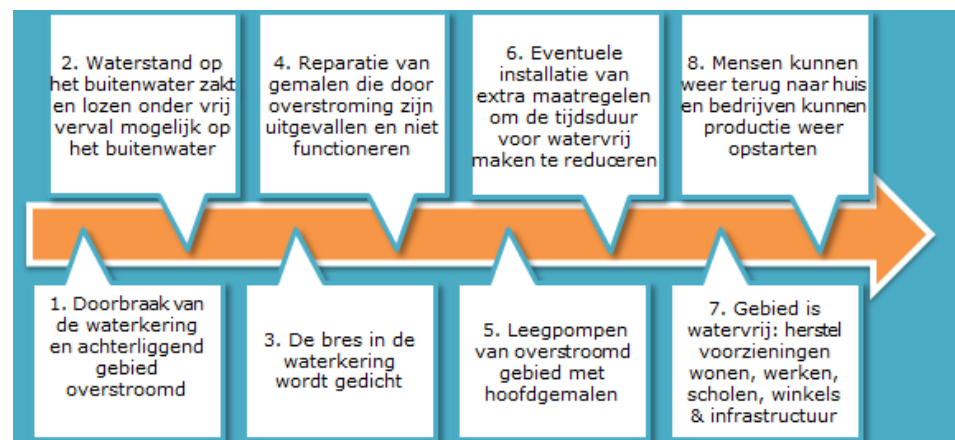 2. Waterstand op
het buitenwater zakt
en lozen onder vrij
verval mogelijk op
het buitenwater
4. Reparatie van
gemalen die door
overstroming zijn
uitgevallen en niet
functioneren
6. Eventuele
installatie van
extra maatregelen
om de tijdsduur
voor watervrij
maken te reduceren
8. Mensen kunnen
weer terug naar huis
en bedrijven kunnen
productie weer
opstarten
1. Doorbraak van
de waterkering
en achterliggend
gebied
overstroomd
3. De bres in de
waterkering
wordt gedicht
5. Leegpompen
van overstroomd
gebied met
hoofdgemalen
7. Gebied is
watervrij: herstel
voorzieningen
wonen, werken,
scholen, winkels
& infrastructuur